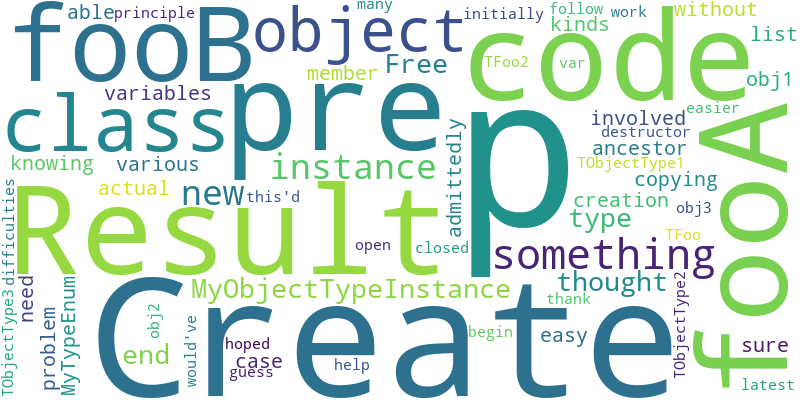 fooB
able
principle
object
many
initially
follow
work
without
kinds
TFoo2
var
list
member
Free
code
obj1
variables
class
pre
p
easier
fooA
knowing
various
instance
involved
destructor
ancestor
TObjectType1
copying
admittedly
actual
new
this'd
creation
obj3
type
TFoo
Result
open
closed
something
difficulties
TObjectType3
need
problem
MyTypeEnum
MyObjectTypeInstance
thought
thank
TObjectType2
Create
obj2
would've
end
hoped
case
guess
begin
easy
help
sure
latest